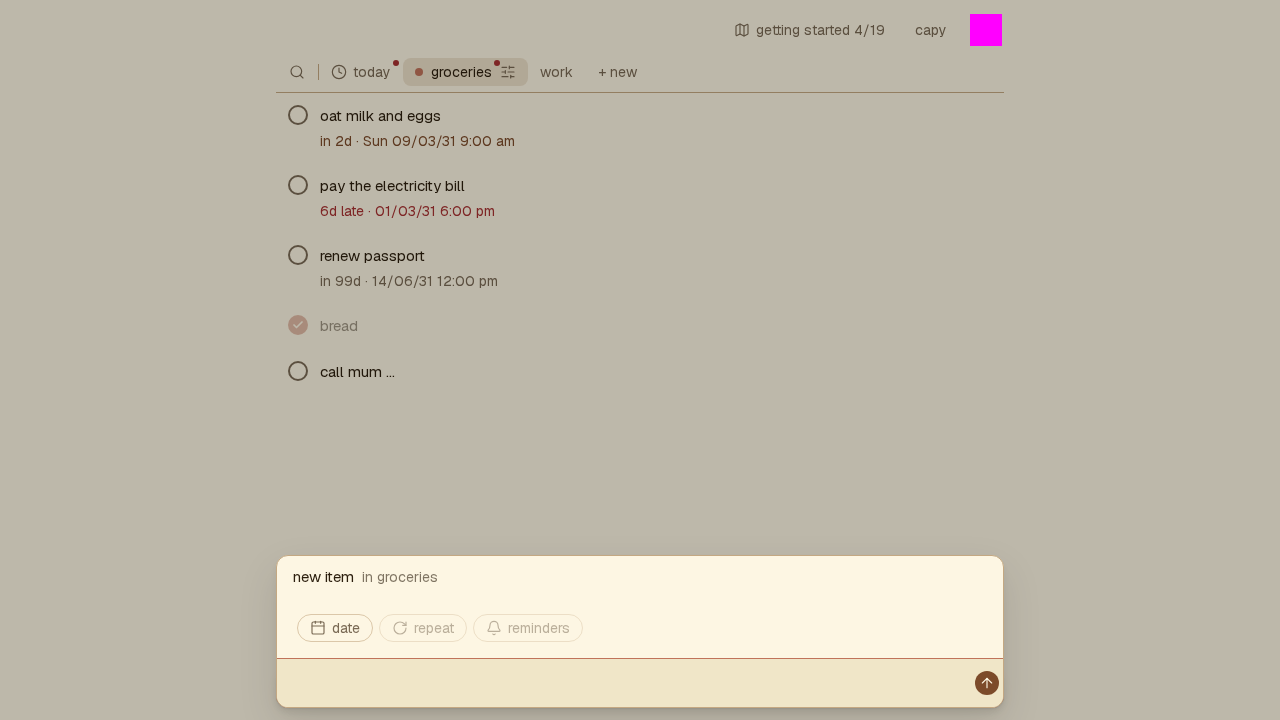 getting started 4/19
capy
today
groceries
work
+ new
oat milk and eggs
in 2d · Sun 09/03/31 9:00 am
pay the electricity bill
6d late · 01/03/31 6:00 pm
renew passport
in 99d · 14/06/31 12:00 pm
bread
call mum ...
new item in groceries
date
repeat
reminders